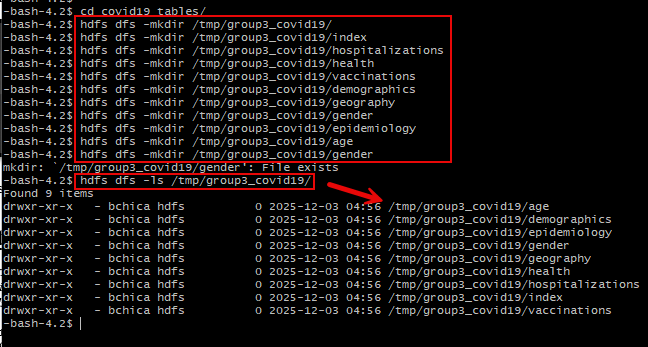 -bash-4.2$
-bash-4.2$ cd covid19_tables/
-bash-4.2$ hdfs dfs -mkdir /tmp/group3_covid19/
-bash-4.2$ hdfs dfs -mkdir /tmp/group3_covid19/index
-bash-4.2$ hdfs dfs -mkdir /tmp/group3_covid19/hospitalizations
-bash-4.2$ hdfs dfs -mkdir /tmp/group3_covid19/health
-bash-4.2$ hdfs dfs -mkdir /tmp/group3_covid19/vaccinations
-bash-4.2$ hdfs dfs -mkdir /tmp/group3_covid19/demographics
-bash-4.2$ hdfs dfs -mkdir /tmp/group3_covid19/geography
-bash-4.2$ hdfs dfs -mkdir /tmp/group3_covid19/gender
-bash-4.2$ hdfs dfs -mkdir /tmp/group3_covid19/epidemiology
-bash-4.2$ hdfs dfs -mkdir /tmp/group3_covid19/age
-bash-4.2$ hdfs dfs -mkdir /tmp/group3_covid19/gender
mkdir: `/tmp/group3_covid19/gender': File exists
-bash-4.2$ hdfs dfs -ls /tmp/group3_covid19/
Found 9 items
drwxr-xr-x   - bchica hdfs          0 2025-12-03 04:56 /tmp/group3_covid19/age
drwxr-xr-x   - bchica hdfs          0 2025-12-03 04:56 /tmp/group3_covid19/demographics
drwxr-xr-x   - bchica hdfs          0 2025-12-03 04:56 /tmp/group3_covid19/epidemiology
drwxr-xr-x   - bchica hdfs          0 2025-12-03 04:56 /tmp/group3_covid19/gender
drwxr-xr-x   - bchica hdfs          0 2025-12-03 04:56 /tmp/group3_covid19/geography
drwxr-xr-x   - bchica hdfs          0 2025-12-03 04:56 /tmp/group3_covid19/health
drwxr-xr-x   - bchica hdfs          0 2025-12-03 04:56 /tmp/group3_covid19/hospitalizations
drwxr-xr-x   - bchica hdfs          0 2025-12-03 04:56 /tmp/group3_covid19/index
drwxr-xr-x   - bchica hdfs          0 2025-12-03 04:56 /tmp/group3_covid19/vaccinations
-bash-4.2$